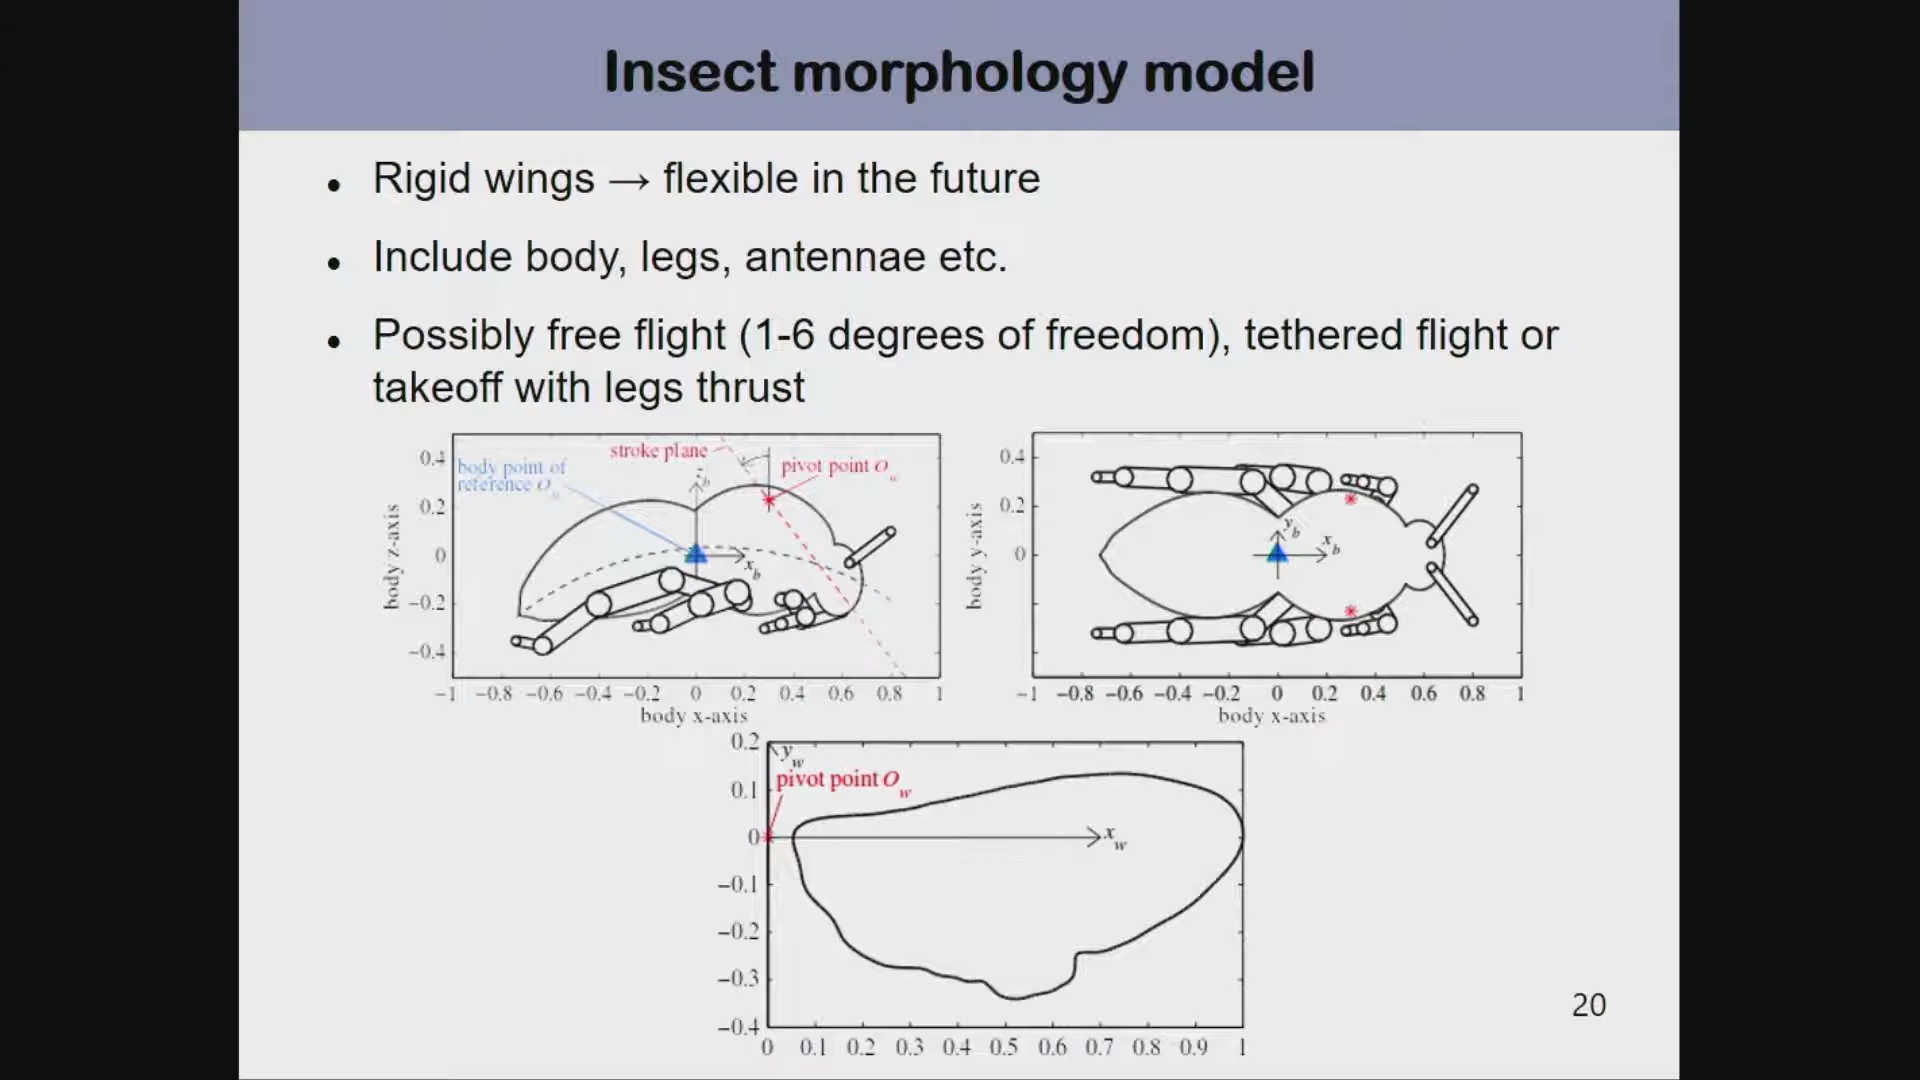 Insect morphology model
• Rigid wings → flexible in the future
• Include body, legs, antennae etc.
• Possibly free flight (1-6 degrees of freedom), tethered flight or
takeoff with legs thrust
0.4
0.2
0
−0.2
−0.4
body z-axis
body point of
reference O
stroke plane
pivot point O
x_b
−1 −0.8 −0.6 −0.4 −0.2 0 0.2 0.4 0.6 0.8 1
body x-axis
0.4
0.2
0
body y-axis
y_b
x_b
−1 −0.8 −0.6 −0.4 −0.2 0 0.2 0.4 0.6 0.8 1
body x-axis
0.2
0.1
0
−0.1
−0.2
−0.3
−0.4
y_w
pivot point O_w
x_w
0 0.1 0.2 0.3 0.4 0.5 0.6 0.7 0.8 0.9 1
20